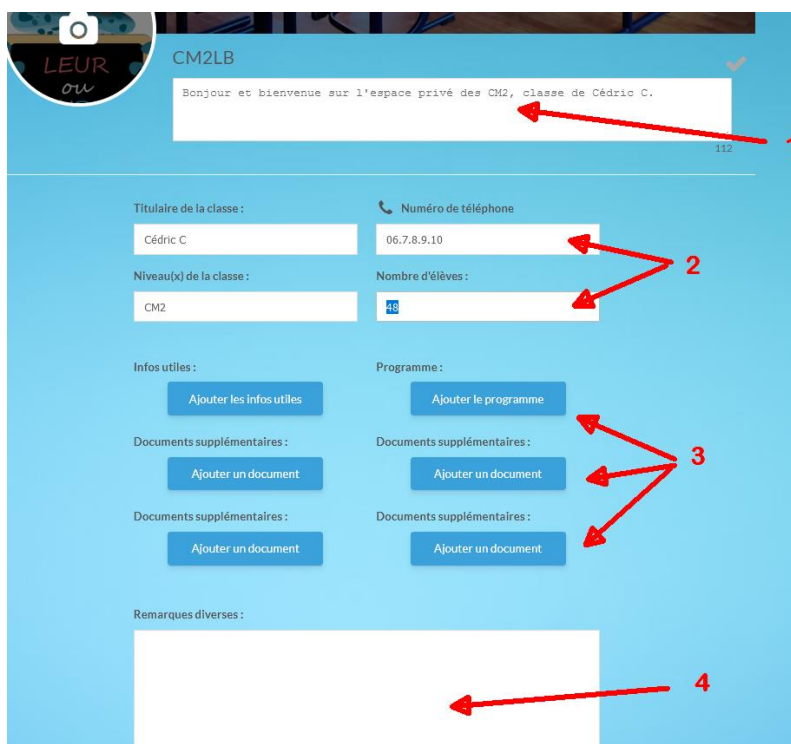 LEUR
ou
CM2LB
Bonjour et bienvenue sur l'espace privé des CM2, classe de Cédric C.
112
Titulaire de la classe :
Numéro de téléphone
Cédric C
06.7.8.9.10
2
Niveau(x) de la classe :
Nombre d'élèves :
CM2
48
Infos utiles :
Programme :
Ajouter les infos utiles
Ajouter le programme
Documents supplémentaires :
Documents supplémentaires :
3
Ajouter un document
Ajouter un document
Documents supplémentaires :
Documents supplémentaires :
Ajouter un document
Ajouter un document
Remarques diverses :
4